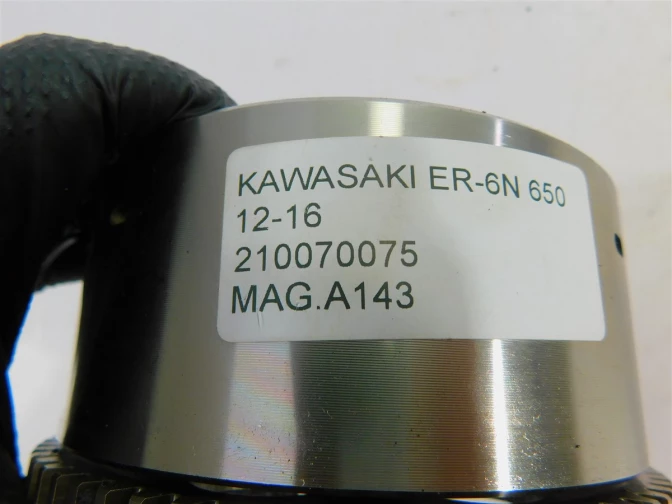 KAWASAKI ER-6N 650
12-16
210070075
MAG.A143